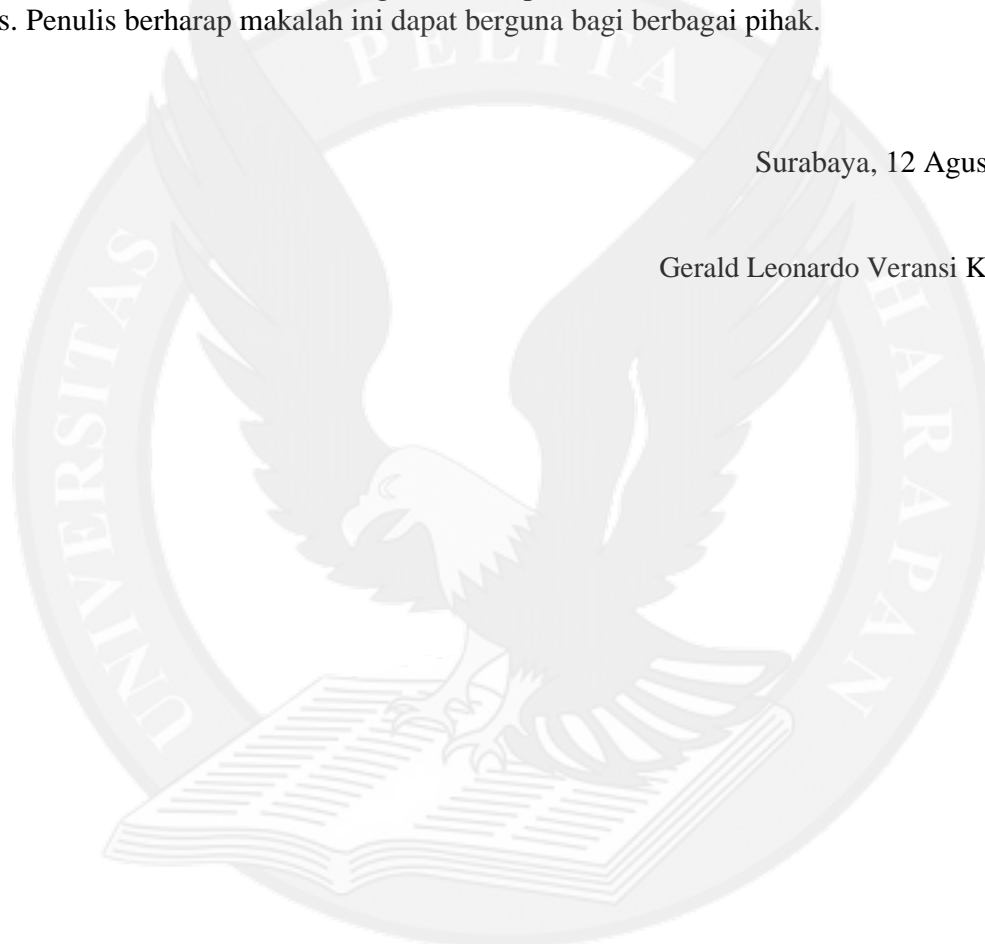 s. Penulis berharap makalah ini dapat berguna bagi berbagai pihak.
PELITA
Surabaya, 12 Agus
Gerald Leonardo Veransi K
UNIVERSITAS
HARAPAN